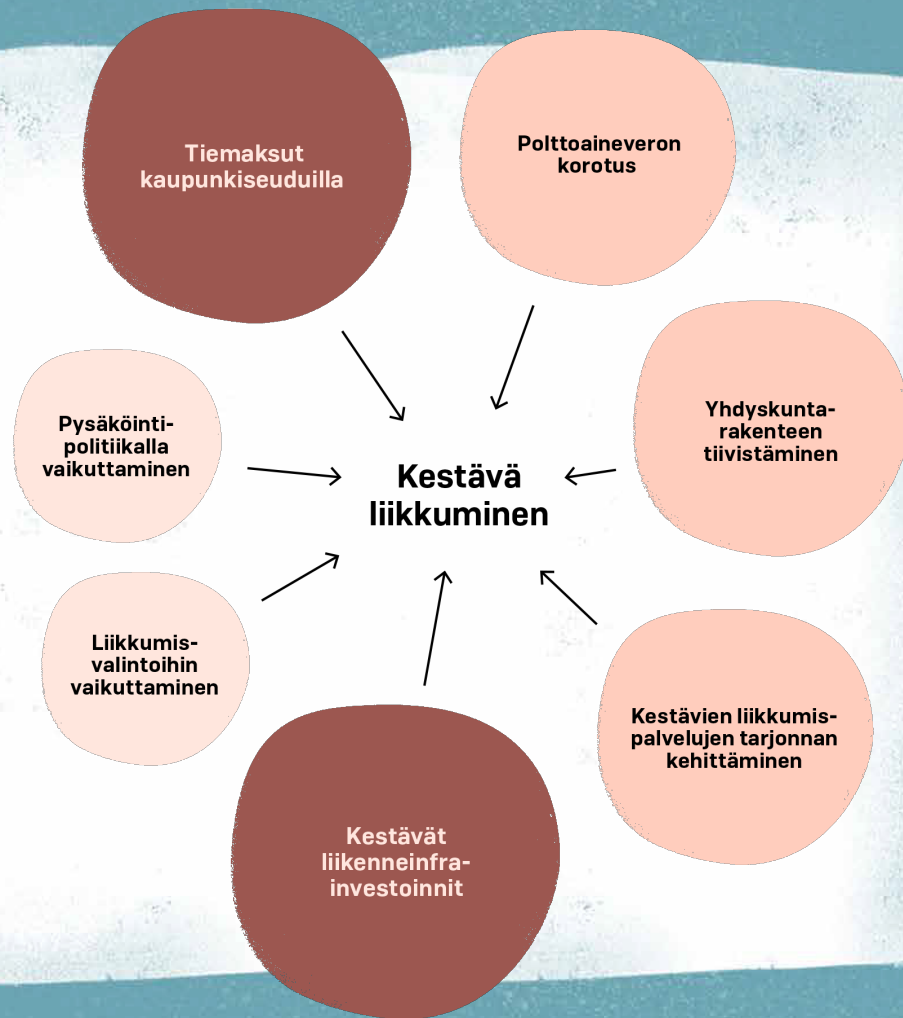 Tiemaksut
kaupunkiseuduilla
Polttoaineveron
korotus
Pysäköinti-
politiikalla
vaikuttaminen
Kestävä
liikkuminen
Yhdyskunta-
rakenteen
tiivistäminen
Liikkumis-
valintoihin
vaikuttaminen
Kestävien liikkumis-
palvelujen tarjonnan
kehittäminen
Kestävät
liikenneinfra-
investoinnit